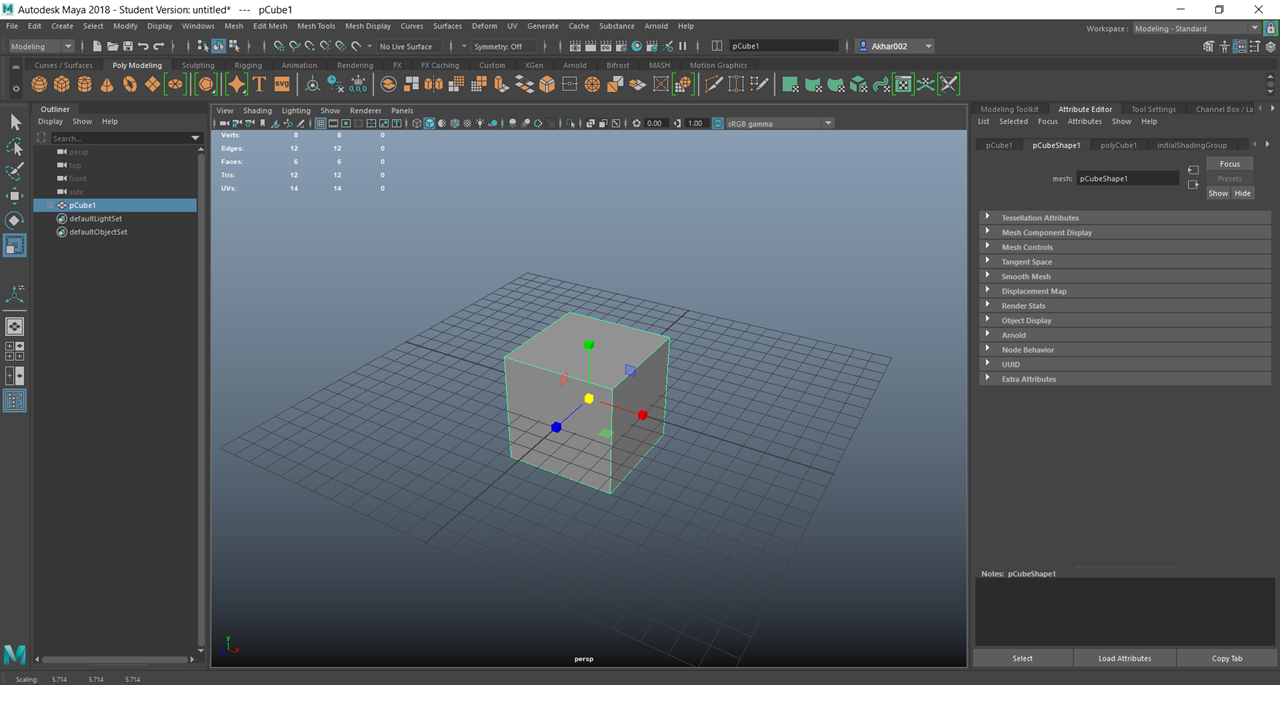 Autodesk Maya 2018 - Student Version: untitled* --- pCube1
File Edit Create Select Modify Display Windows Mesh Edit Mesh Mesh Tools Mesh Display Curves Surfaces Deform UV Generate Cache Substance Arnold Help
Workspace : Modeling - Standard
Modeling No Live Surface Symmetry: Off pCube1 Akhar002
Curves / Surfaces Poly Modeling Sculpting Rigging Animation Rendering FX FX Caching Custom XGen Arnold Bifrost MASH Motion Graphics
T SVG
Outliner
Display Show Help
Search...
persp
top
front
side
pCube1
defaultLightSet
defaultObjectSet
View Shading Lighting Show Renderer Panels
0.00 1.00 sRGB gamma
Verts: 8 8 0
Edges: 12 12 0
Faces: 6 6 0
Tris: 12 12 0
UVs: 14 14 0
y
x
persp
Modeling Toolkit Attribute Editor Tool Settings Channel Box / La
List Selected Focus Attributes Show Help
pCube1 pCubeShape1 polyCube1 initialShadingGroup
mesh: pCubeShape1
Focus
Presets
Show Hide
Tessellation Attributes
Mesh Component Display
Mesh Controls
Tangent Space
Smooth Mesh
Displacement Map
Render Stats
Object Display
Arnold
Node Behavior
UUID
Extra Attributes
Notes: pCubeShape1
Select Load Attributes Copy Tab
Scaling: 5.714 5.714 5.714